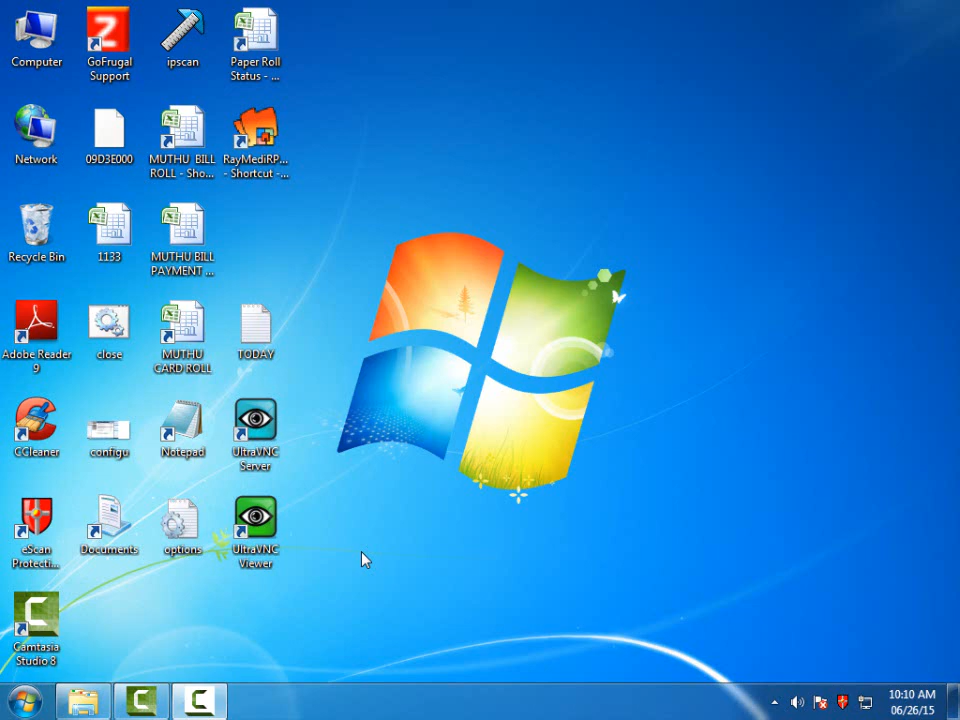 Computer
GoFrugal
Support
ipscan
Paper Roll
Status - ...
Network
09D3E000
MUTHU BILL
ROLL - Sho...
RayMediRP...
- Shortcut -...
Recycle Bin
1133
MUTHU BILL
PAYMENT ...
Adobe Reader
9
close
MUTHU
CARD ROLL
TODAY
CCleaner
configu
Notepad
UltraVNC
Server
eScan
Protecti...
Documents
options
UltraVNC
Viewer
Camtasia
Studio 8
10:10 AM
06/26/15